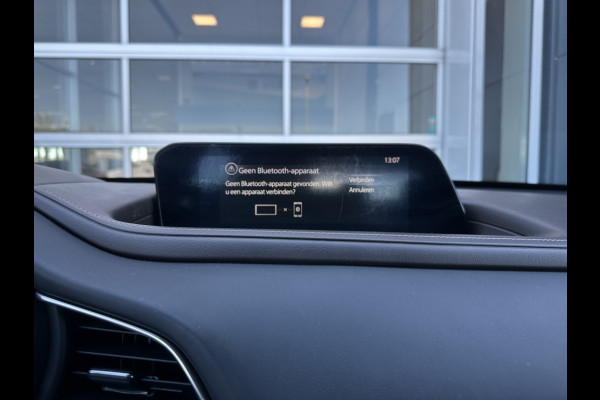 13:07
Geen Bluetooth-apparaat
Geen Bluetooth-apparaat gevonden. Wilt
u een apparaat verbinden?
Verbinden
Annuleren